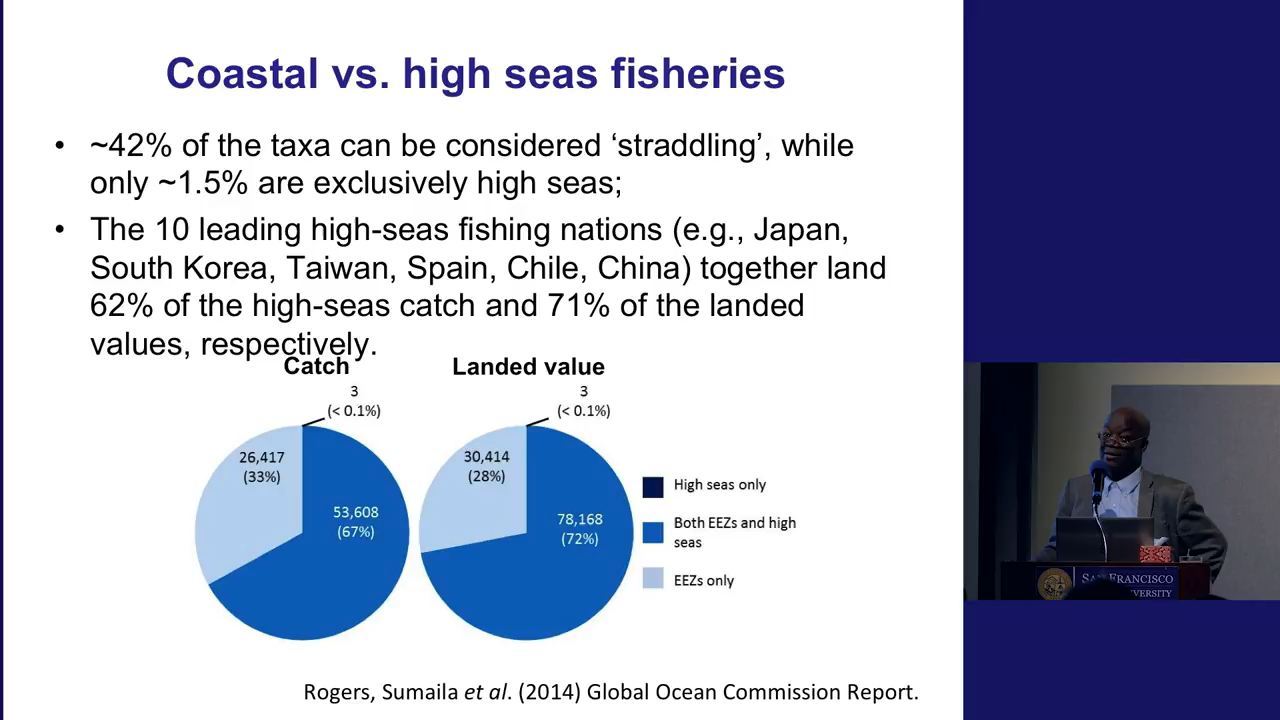 Coastal vs. high seas fisheries
• ~42% of the taxa can be considered ‘straddling’, while
only ~1.5% are exclusively high seas;
• The 10 leading high-seas fishing nations (e.g., Japan,
South Korea, Taiwan, Spain, Chile, China) together land
62% of the high-seas catch and 71% of the landed
values, respectively.
Catch
Landed value
3
(< 0.1%)
3
(< 0.1%)
26,417
(33%)
53,608
(67%)
30,414
(28%)
78,168
(72%)
High seas only
Both EEZs and high
seas
EEZs only
SAN FRANCISCO
VERSITY
Rogers, Sumaila et al. (2014) Global Ocean Commission Report.